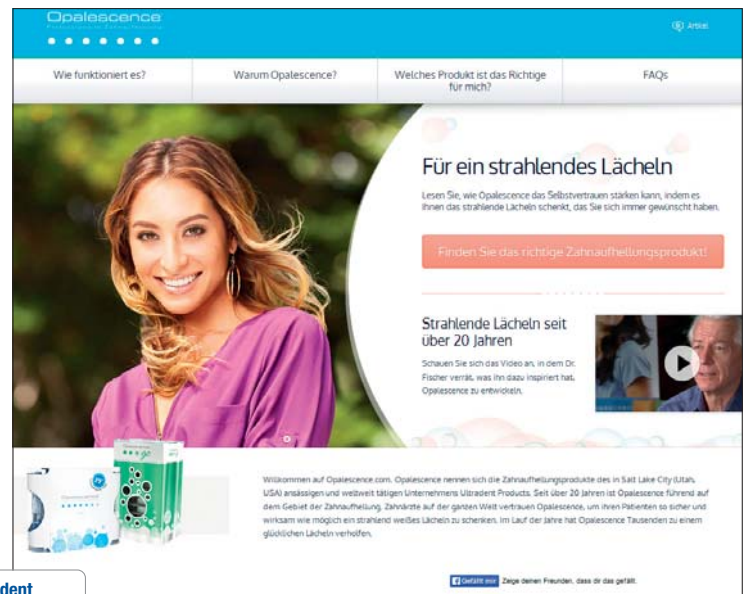 Opalescence
Professionelle Zahnaufhellung
Artikel
Wie funktioniert es?
Warum Opalescence?
Welches Produkt ist das Richtige
für mich?
FAQs
Für ein strahlendes Lächeln
Lesen Sie, wie Opalescence das Selbstvertrauen stärken kann, indem es
Ihnen das strahlende Lächeln schenkt, das Sie sich immer gewünscht haben.
Finden Sie das richtige Zahnaufhellungsprodukt!
Strahlende Lächeln seit
über 20 Jahren
Schauen Sie sich das Video an, in dem Dr.
Fischer verrät, was ihn dazu inspiriert hat,
Opalescence zu entwickeln.
go
Willkommen auf Opalescence.com. Opalescence nennen sich die Zahnaufhellungsprodukte des in Salt Lake City (Utah,
USA) ansässigen und weltweit tätigen Unternehmens Ultradent Products. Seit über 20 Jahren ist Opalescence führend auf
dem Gebiet der Zahnaufhellung. Zahnärzte auf der ganzen Welt vertrauen Opalescence, um ihren Patienten so sicher und
wirksam wie möglich ein strahlend weißes Lächeln zu schenken. Im Lauf der Jahre hat Opalescence Tausenden zu einem
glücklichen Lächeln verholfen.
Gefällt mir Zeige deinen Freunden, dass dir das gefällt.
dent